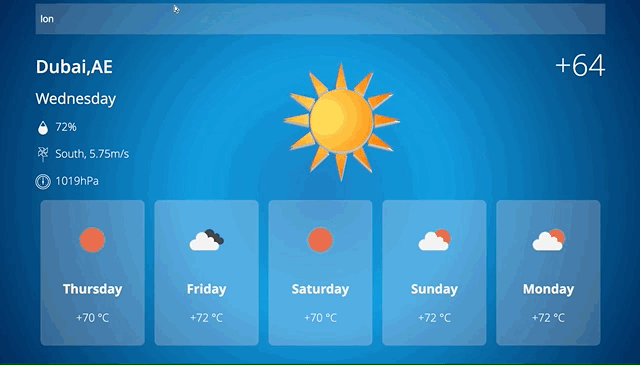 lon
Dubai,AE
+64
Wednesday
72%
South, 5.75m/s
1019hPa
Thursday
+70 °C
Friday
+72 °C
Saturday
+70 °C
Sunday
+72 °C
Monday
+72 °C